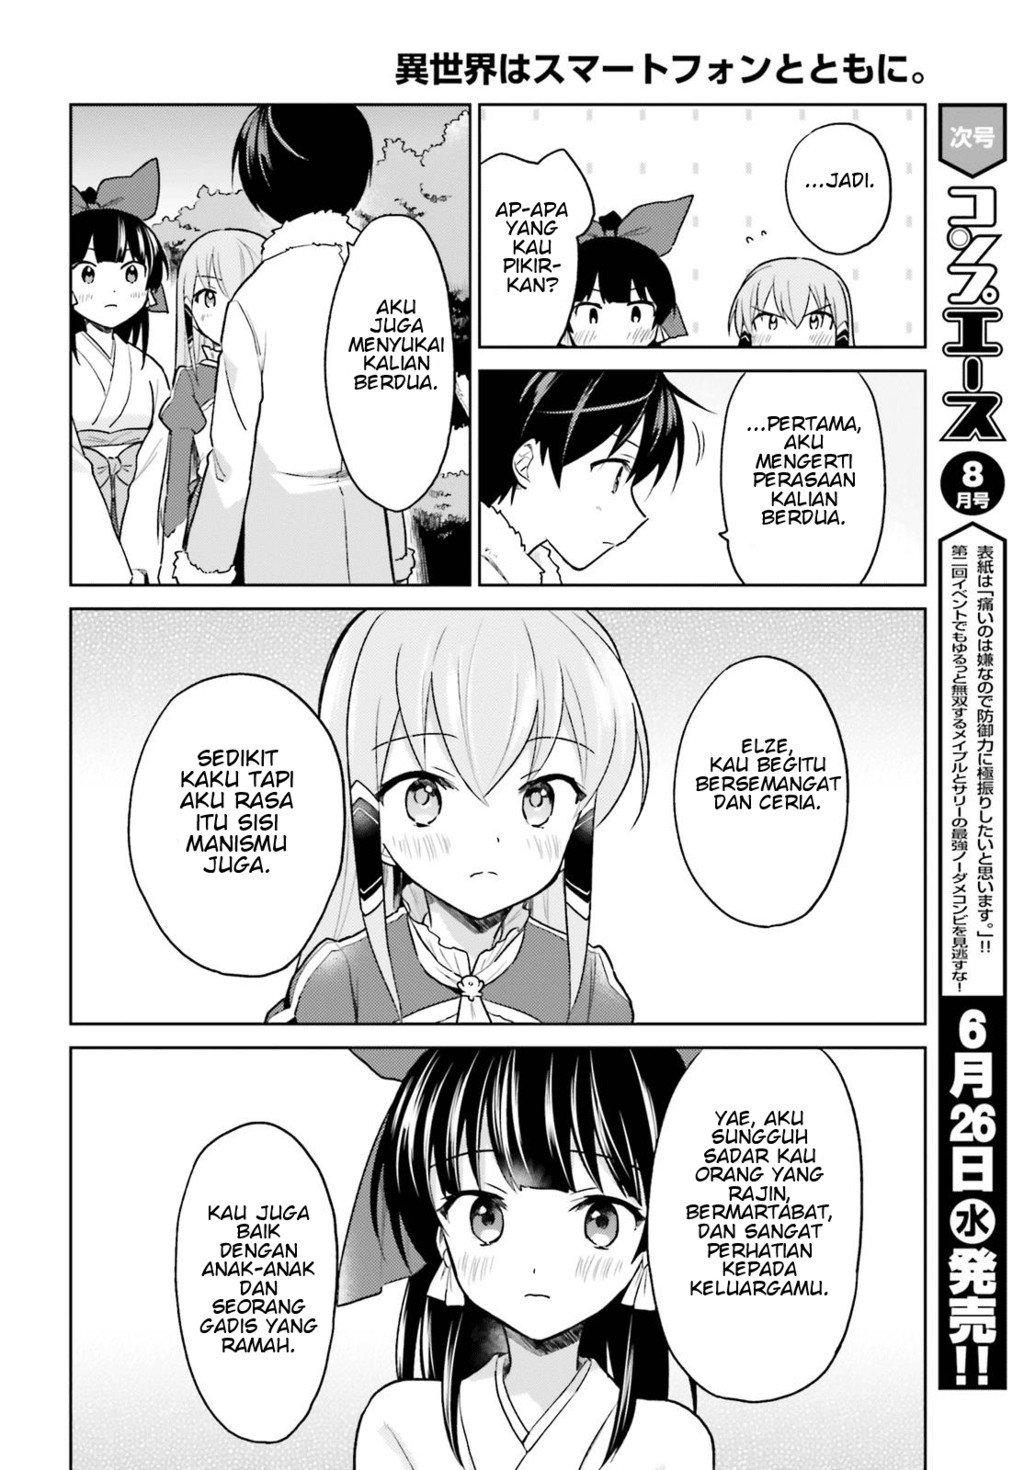 異世界はスマートフォンとともに。
...JADI.
AP-APA
YANG
KAU
PIKIR-
KAN?
...PERTAMA,
AKU
MENGERTI
PERASAAN
KALIAN
BERDUA.
AKU
JUGA
MENYUKAI
KALIAN
BERDUA.
ELZE,
KAU BEGITU
BERSEMANGAT
DAN CERIA.
SEDIKIT
KAKU TAPI
AKU RASA
ITU SISI
MANISMU
JUGA.
YAE, AKU
SUNGGUH
SADAR KAU
ORANG YANG
RAJIN,
BERMARTABAT,
DAN SANGAT
PERHATIAN
KEPADA
KELUARGAMU.
KAU JUGA
BAIK
DENGAN
ANAK-ANAK
DAN
SEORANG
GADIS YANG
RAMAH.
次号
コンプエース
8
月号
表紙は「痛いのは嫌なので防御力に極振りしたいと思います。」!!
第二回イベントでもゆるっと無双するメイプルとサリーの最強ノーダメコンビを見逃すな!
6月26日㊌発売!!